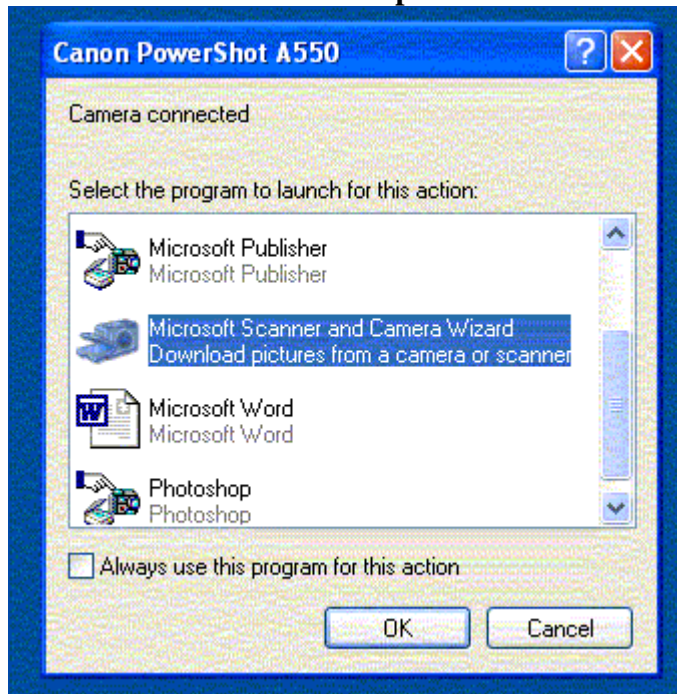 Canon PowerShot A550
Camera connected
Select the program to launch for this action:
Microsoft Publisher
Microsoft Publisher
Microsoft Scanner and Camera Wizard
Download pictures from a camera or scanner
Microsoft Word
Microsoft Word
Photoshop
Photoshop
Always use this program for this action
OK Cancel